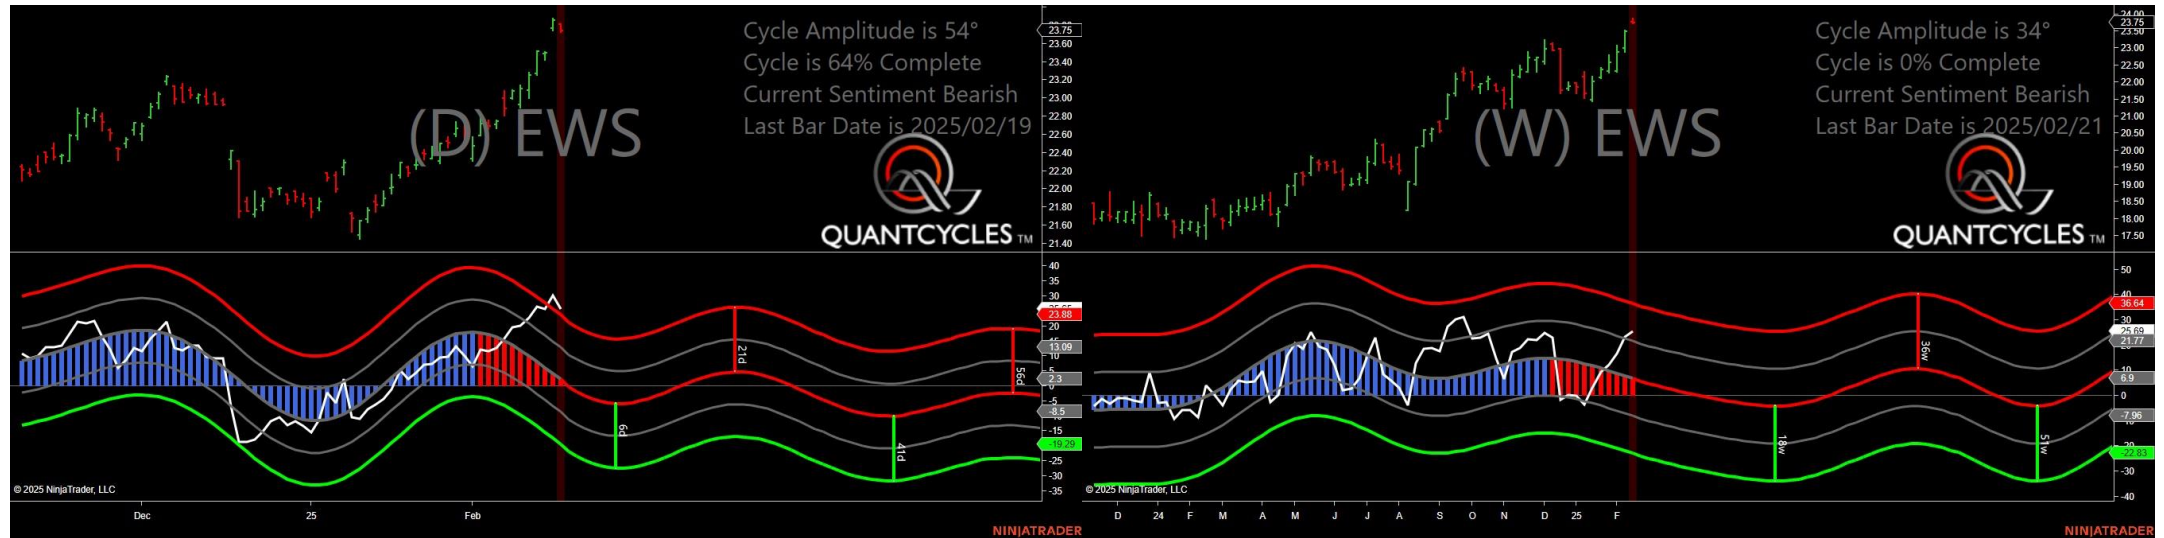 Cycle Amplitude is 54°
Cycle is 64% Complete
Current Sentiment Bearish
Last Bar Date is 2025/02/19
(D) EWS
QUANTCYCLES TM
23.75
23.60
23.40
23.20
23.00
22.80
22.60
22.40
22.20
22.00
21.80
21.60
21.40
40
35
30
23.88
20
13.09
5
2.3
-5
-8.5
-15
-19.29
-25
-30
-35
6d
21d
41d
56d
© 2025 NinjaTrader, LLC
Dec
25
Feb
NINJATRADER
Cycle Amplitude is 34°
Cycle is 0% Complete
Current Sentiment Bearish
Last Bar Date is 2025/02/21
(W) EWS
QUANTCYCLES TM
24.00
23.75
23.50
23.00
22.50
22.00
21.50
21.00
20.50
20.00
19.50
19.00
18.50
18.00
17.50
50
40
36.64
30
25.69
21.77
10
6.9
0
-7.96
-22.83
-30
-40
18w
36w
51w
© 2025 NinjaTrader, LLC
D
24
F
M
A
M
J
J
A
S
O
N
D
25
F
NINJATRADER